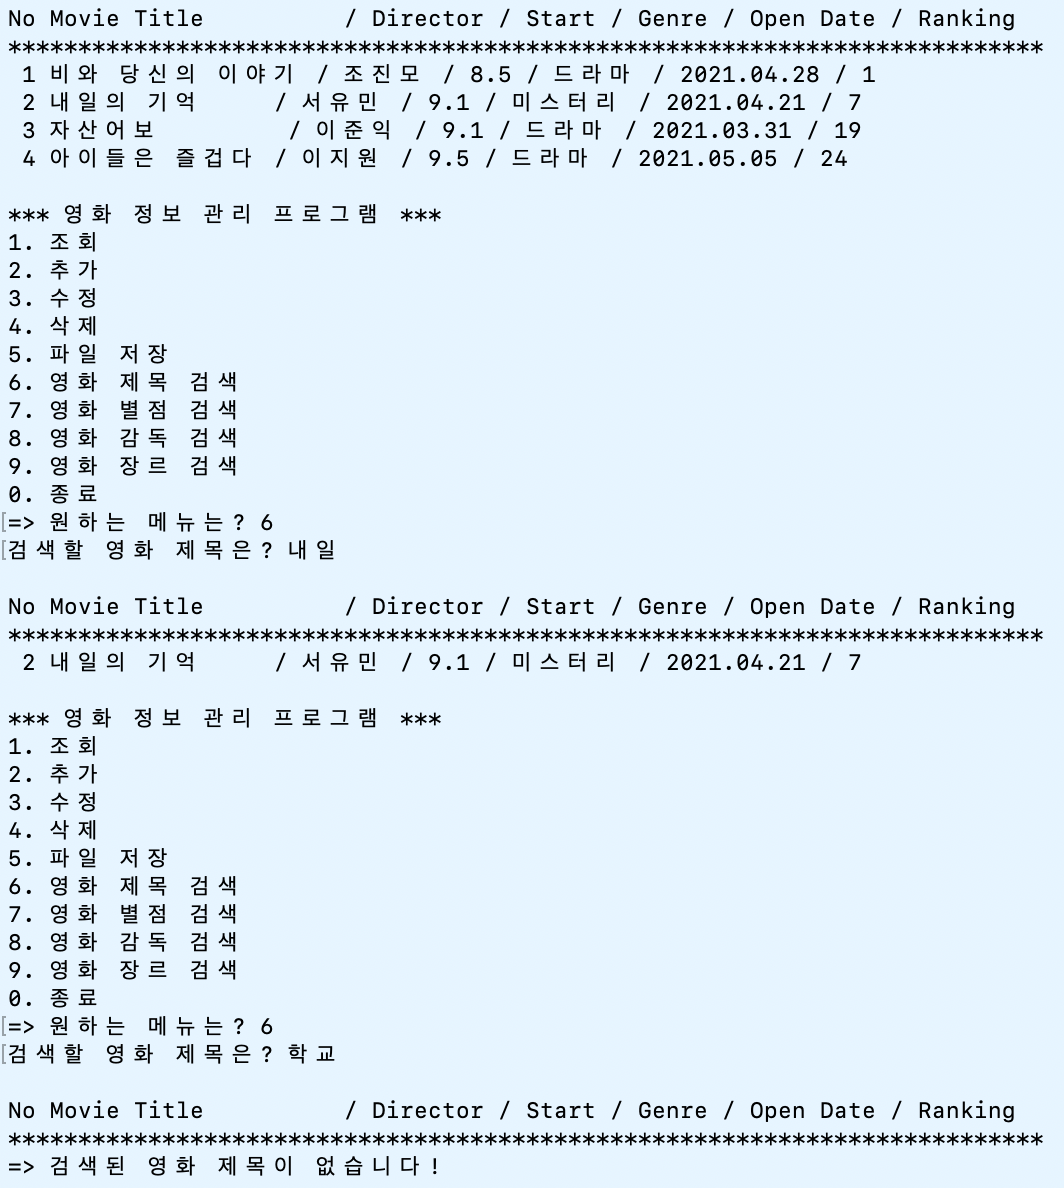 No Movie Title          / Director / Start / Genre / Open Date / Ranking
**************************************************************************
 1 비와 당신의 이야기 / 조진모 / 8.5 / 드라마 / 2021.04.28 / 1
 2 내일의 기억      / 서유민 / 9.1 / 미스터리 / 2021.04.21 / 7
 3 자산어보          / 이준익 / 9.1 / 드라마 / 2021.03.31 / 19
 4 아이들은 즐겁다 / 이지원 / 9.5 / 드라마 / 2021.05.05 / 24

*** 영화 정보 관리 프로그램 ***
1. 조회
2. 추가
3. 수정
4. 삭제
5. 파일 저장
6. 영화 제목 검색
7. 영화 별점 검색
8. 영화 감독 검색
9. 영화 장르 검색
0. 종료
=> 원하는 메뉴는? 6
검색할 영화 제목은? 내일

No Movie Title          / Director / Start / Genre / Open Date / Ranking
**************************************************************************
 2 내일의 기억      / 서유민 / 9.1 / 미스터리 / 2021.04.21 / 7

*** 영화 정보 관리 프로그램 ***
1. 조회
2. 추가
3. 수정
4. 삭제
5. 파일 저장
6. 영화 제목 검색
7. 영화 별점 검색
8. 영화 감독 검색
9. 영화 장르 검색
0. 종료
=> 원하는 메뉴는? 6
검색할 영화 제목은? 학교

No Movie Title          / Director / Start / Genre / Open Date / Ranking
**************************************************************************
=> 검색된 영화 제목이 없습니다!